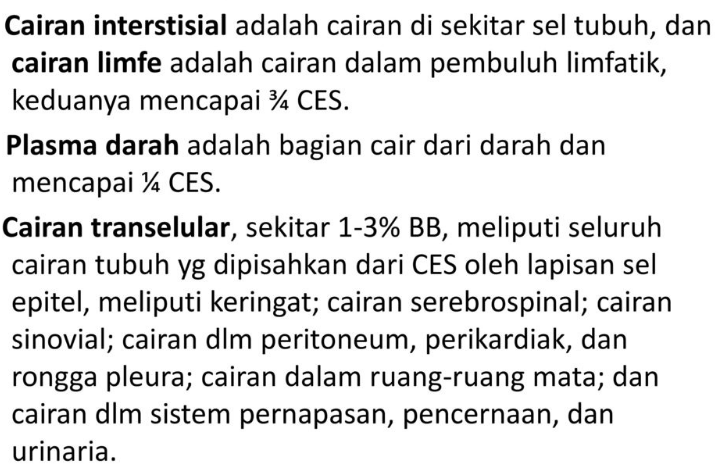 Cairan interstisial adalah cairan di sekitar sel tubuh, dan
cairan limfe adalah cairan dalam pembuluh limfatik,
keduanya mencapai ¾ CES.
Plasma darah adalah bagian cair dari darah dan
mencapai ¼ CES.
Cairan transelular, sekitar 1-3% BB, meliputi seluruh
cairan tubuh yg dipisahkan dari CES oleh lapisan sel
epitel, meliputi keringat; cairan serebrospinal; cairan
sinovial; cairan dlm peritoneum, perikardiak, dan
rongga pleura; cairan dalam ruang-ruang mata; dan
cairan dlm sistem pernapasan, pencernaan, dan
urinaria.